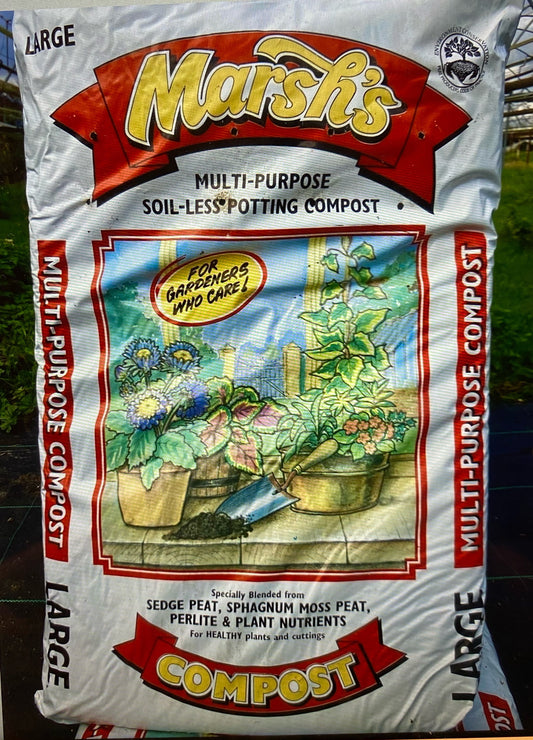 LARGE
Marsh's
MULTI-PURPOSE
SOIL-LESS POTTING COMPOST
FOR
GARDENERS
WHO CARE!
MULTI-PURPOSE COMPOST
MULTI-PURPOSE COMPOST
Specially Blended from
SEDGE PEAT, SPHAGNUM MOSS PEAT,
PERLITE & PLANT NUTRIENTS
For HEALTHY plants and cuttings
LARGE
LARGE
COMPOST